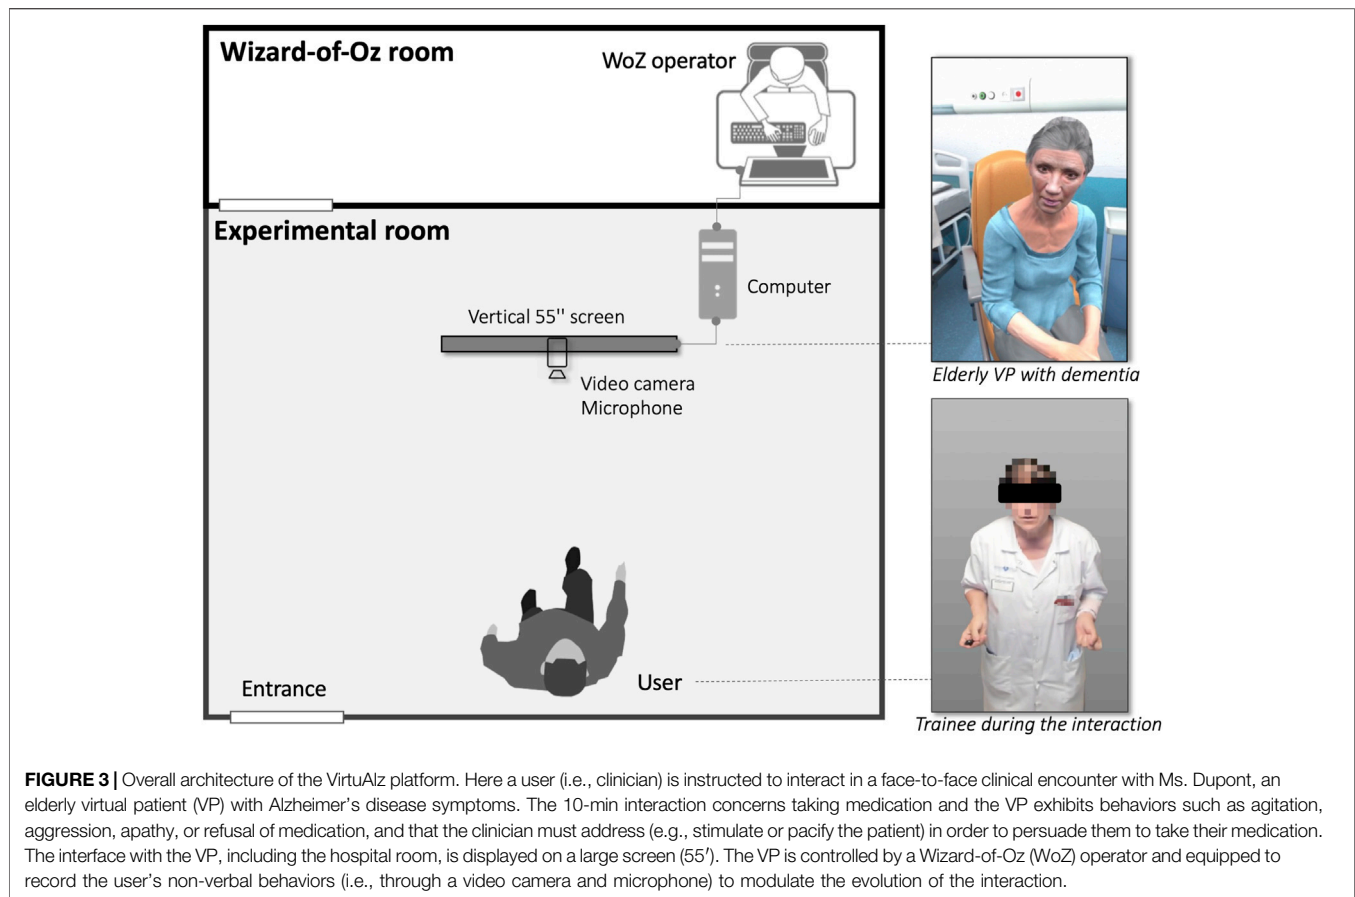 Wizard-of-Oz room
WoZ operator
Experimental room
Computer
Vertical 55" screen
Video camera
Microphone
Elderly VP with dementia
User
Entrance
Trainee during the interaction
FIGURE 3 | Overall architecture of the VirtuAlz platform. Here a user (i.e., clinician) is instructed to interact in a face-to-face clinical encounter with Ms. Dupont, an
elderly virtual patient (VP) with Alzheimer's disease symptoms. The 10-min interaction concerns taking medication and the VP exhibits behaviors such as agitation,
aggression, apathy, or refusal of medication, and that the clinician must address (e.g., stimulate or pacify the patient) in order to persuade them to take their medication.
The interface with the VP, including the hospital room, is displayed on a large screen (55′). The VP is controlled by a Wizard-of-Oz (WoZ) operator and equipped to
record the user's non-verbal behaviors (i.e., through a video camera and microphone) to modulate the evolution of the interaction.